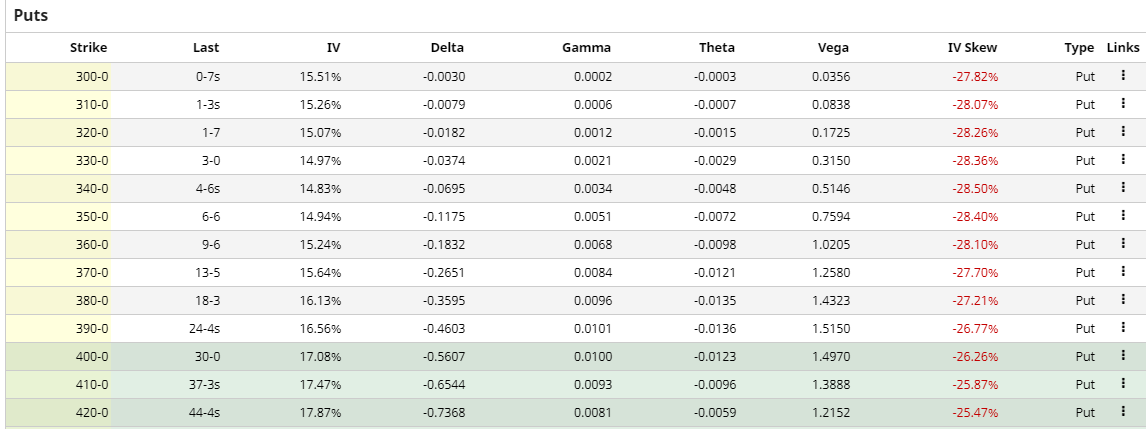 Puts
Strike Last IV Delta Gamma Theta Vega IV Skew Type Links
300-0 0-7s 15.51% -0.0030 0.0002 -0.0003 0.0356 -27.82% Put
310-0 1-3s 15.26% -0.0079 0.0006 -0.0007 0.0838 -28.07% Put
320-0 1-7 15.07% -0.0182 0.0012 -0.0015 0.1725 -28.26% Put
330-0 3-0 14.97% -0.0374 0.0021 -0.0029 0.3150 -28.36% Put
340-0 4-6s 14.83% -0.0695 0.0034 -0.0048 0.5146 -28.50% Put
350-0 6-6 14.94% -0.1175 0.0051 -0.0072 0.7594 -28.40% Put
360-0 9-6 15.24% -0.1832 0.0068 -0.0098 1.0205 -28.10% Put
370-0 13-5 15.64% -0.2651 0.0084 -0.0121 1.2580 -27.70% Put
380-0 18-3 16.13% -0.3595 0.0096 -0.0135 1.4323 -27.21% Put
390-0 24-4s 16.56% -0.4603 0.0101 -0.0136 1.5150 -26.77% Put
400-0 30-0 17.08% -0.5607 0.0100 -0.0123 1.4970 -26.26% Put
410-0 37-3s 17.47% -0.6544 0.0093 -0.0096 1.3888 -25.87% Put
420-0 44-4s 17.87% -0.7368 0.0081 -0.0059 1.2152 -25.47% Put